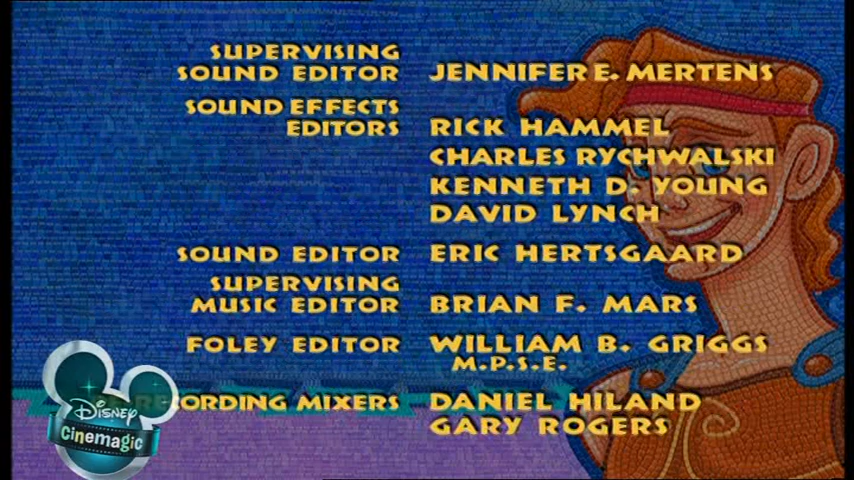 SUPERVISING
SOUND EDITOR JENNIFER E. MERTENS
SOUND EFFECTS
EDITORS RICK HAMMEL
CHARLES RYCHWALSKI
KENNETH D. YOUNG
DAVID LYNCH
SOUND EDITOR ERIC HERTSGAARD
SUPERVISING
MUSIC EDITOR BRIAN F. MARS
FOLEY EDITOR WILLIAM B. GRIGGS
M.P.S.E.
MIXERS DANIEL HILAND
GARY ROGERS
Disney
Cinemagic